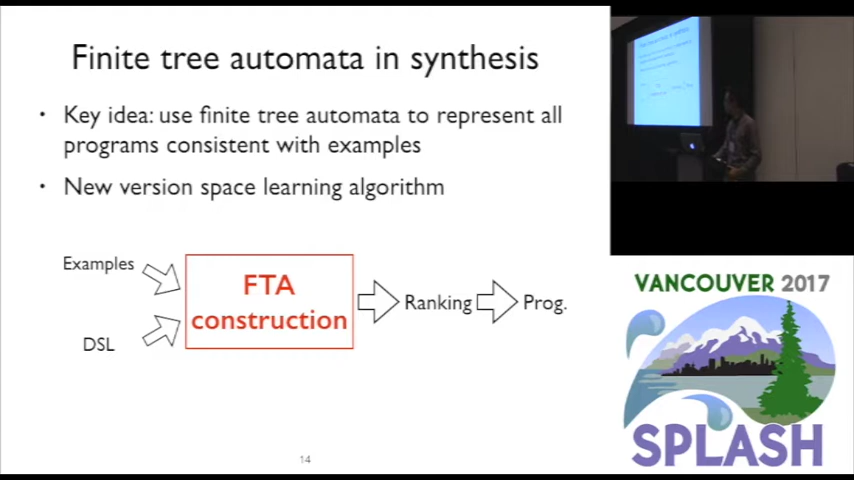 Finite tree automata in synthesis
• Key idea: use finite tree automata to represent all
programs consistent with examples
• New version space learning algorithm
Examples
DSL
FTA
construction
Ranking
Prog.
14
VANCOUVER 2017
SPLASH